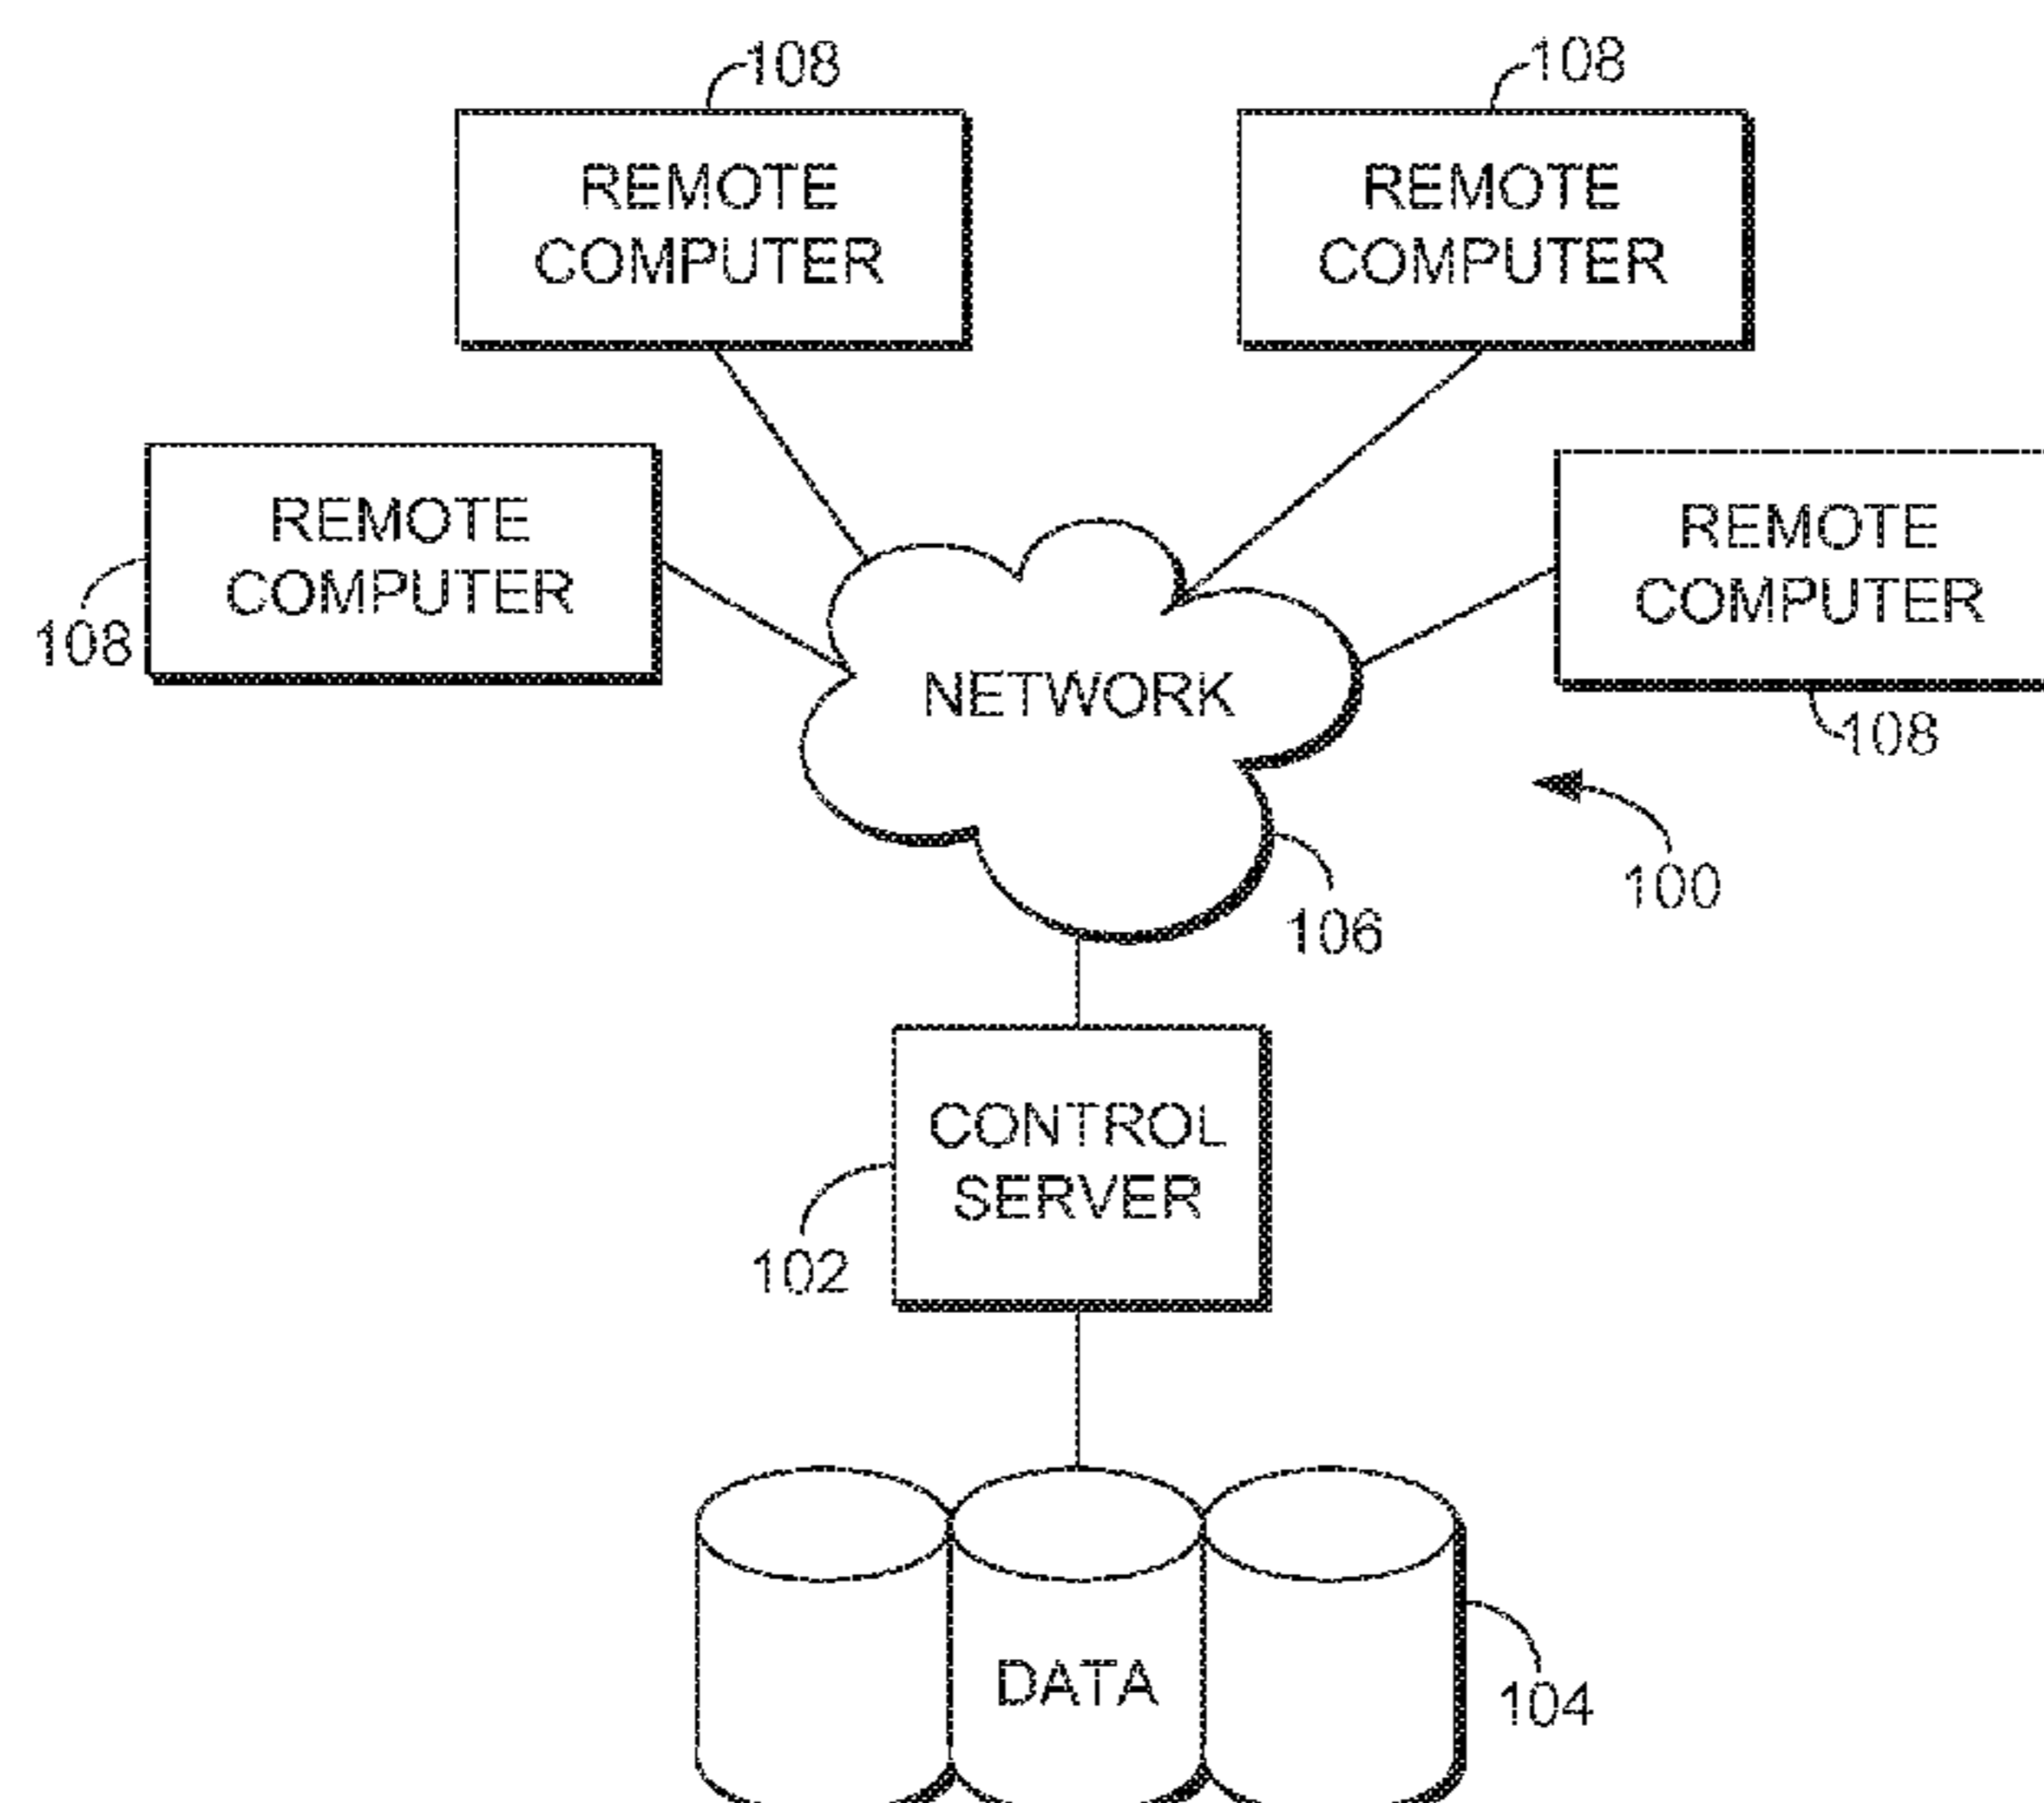 108
108
REMOTE
COMPUTER
REMOTE
COMPUTER
REMOTE
COMPUTER
108
REMOTE
COMPUTER
108
NETWORK
100
106
CONTROL
SERVER
102
DATA
104